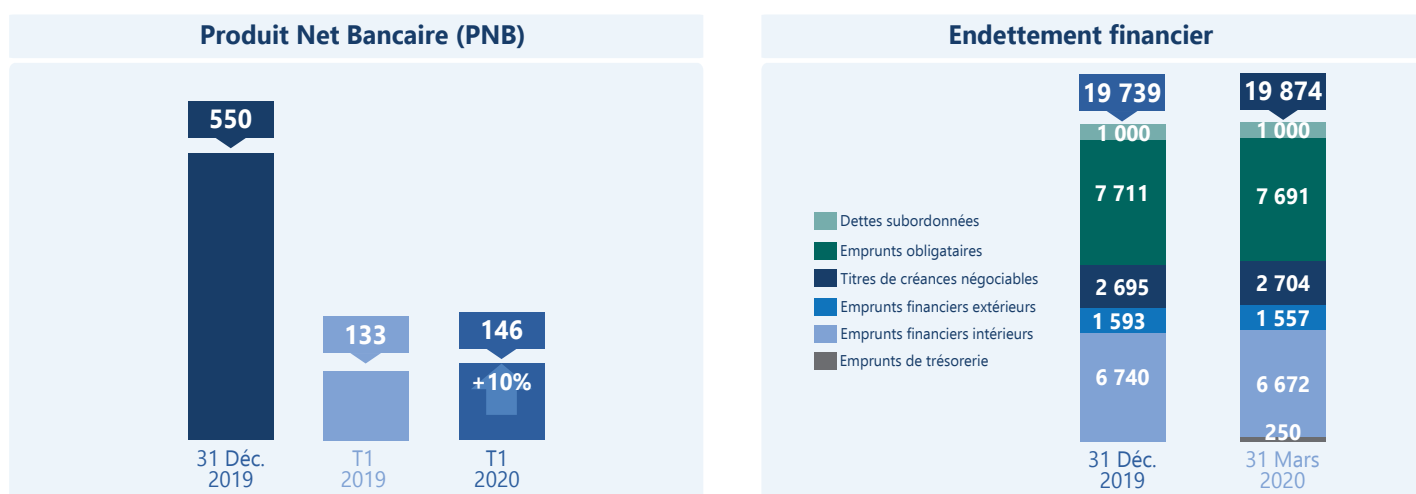 Produit Net Bancaire (PNB)
550
133
146
+10%
31 Déc.
2019
T1
2019
T1
2020
Endettement financier
19 739
19 874
1 000
1 000
7 711
7 691
2 695
2 704
1 593
1 557
6 740
6 672
250
Dettes subordonnées
Emprunts obligataires
Titres de créances négociables
Emprunts financiers extérieurs
Emprunts financiers intérieurs
Emprunts de trésorerie
31 Déc.
2019
31 Mars
2020